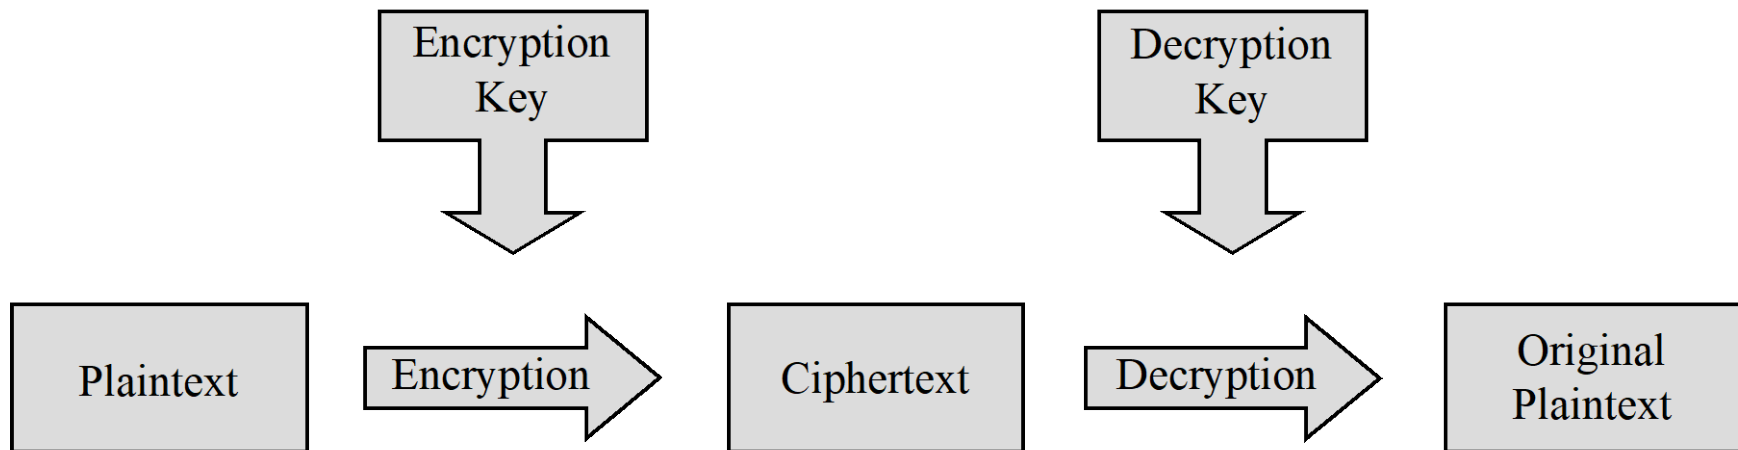 Encryption
Key
Decryption
Key
Plaintext
Encryption
Ciphertext
Decryption
Original
Plaintext